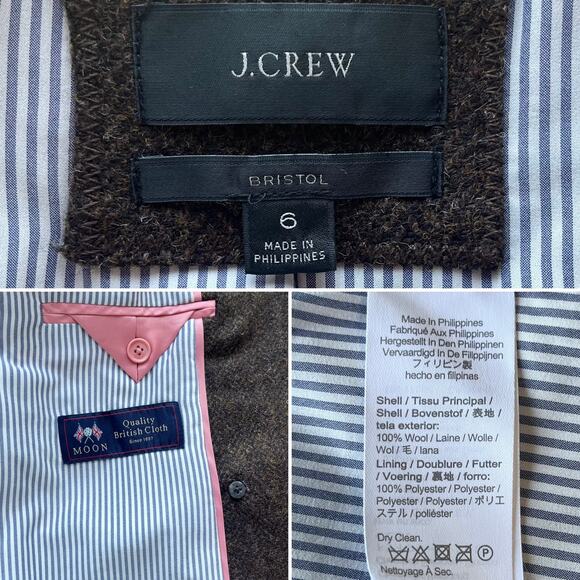 J.CREW
BRISTOL
6
MADE IN
PHILIPPINES
Quality
British Cloth
Since 1837
MOON
Made In Philippines
Fabriqué Aux Philippines
Hergestellt In Den Philippinen
Vervaardigd In De Filippijnen
フィリピン製
hecho en filipinas
Shell / Tissu Principal /
Shell / Bovenstof / 表地 /
tela exterior:
100% Wool / Laine / Wolle /
Wol / 毛 / lana
Lining / Doublure / Futter
/ Voering / 裏地 / forro:
100% Polyester / Polyester
/ Polyester / Polyester / ポリエ
ステル / poliéster
Dry Clean.
P
Nettoyage À Sec.